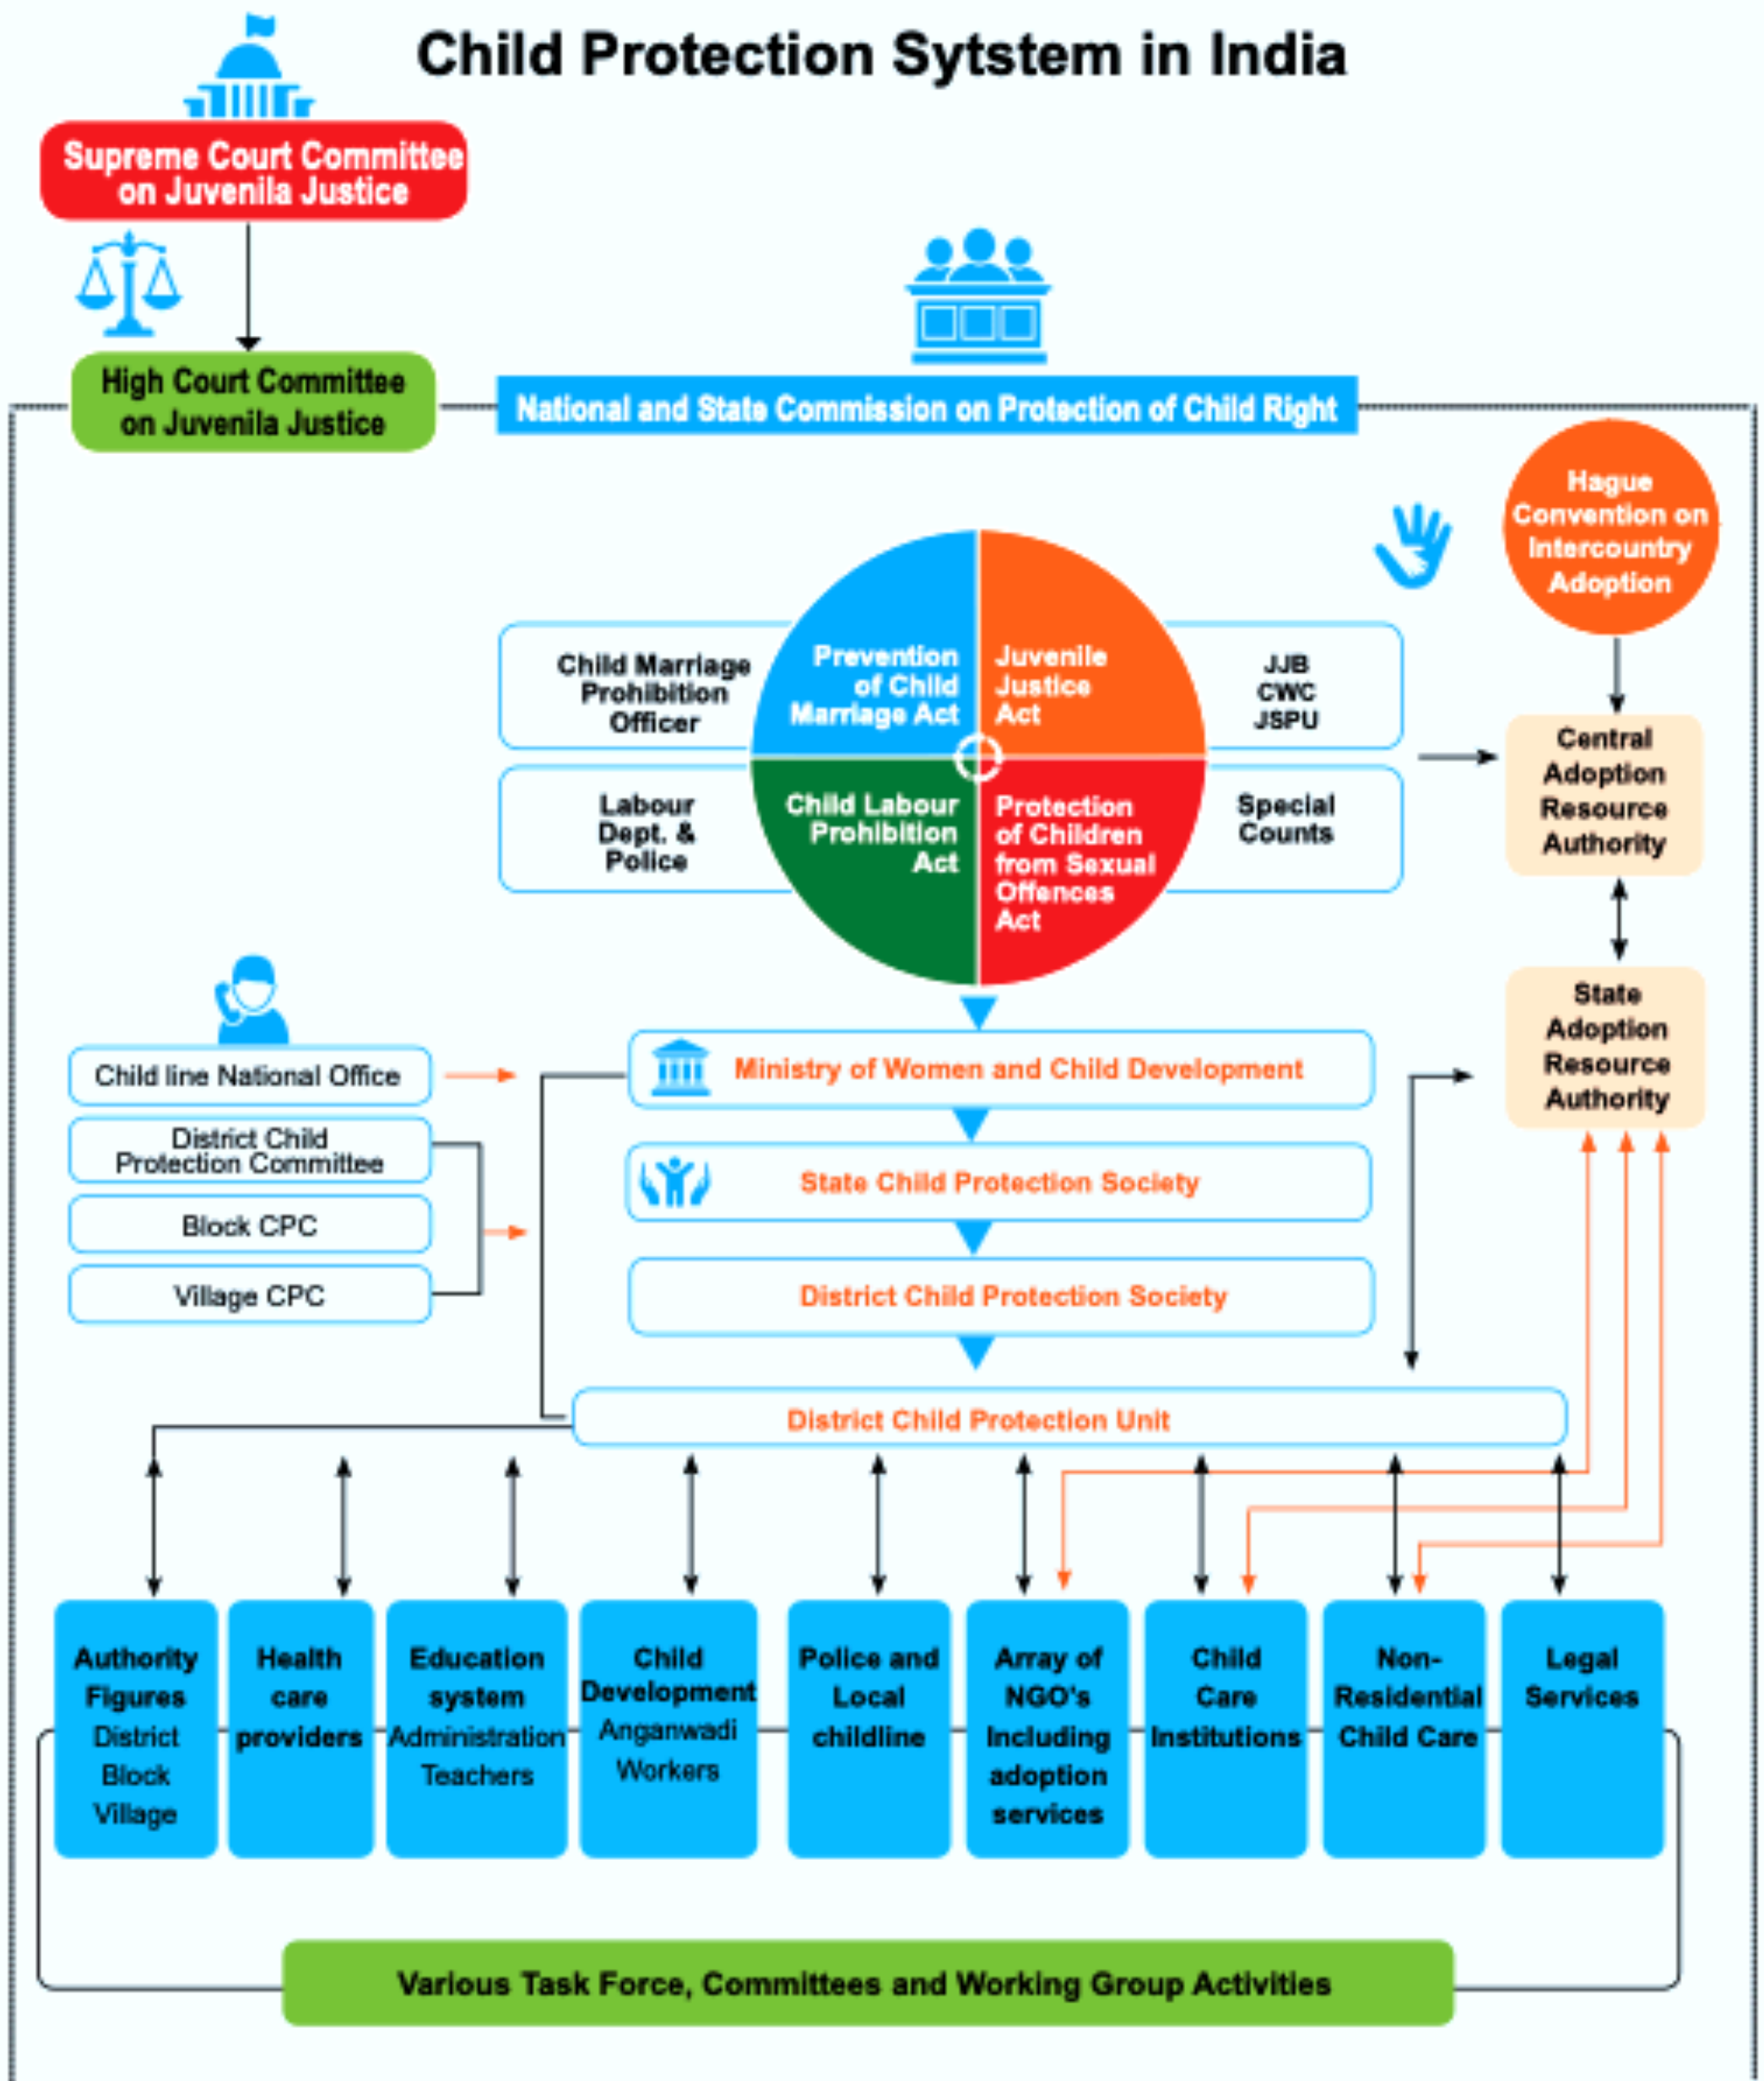 Child Protection Sytstem in India
Supreme Court Committee
on Juvenila Justice
High Court Committee
on Juvenila Justice
National and State Commission on Protection of Child Right
Hague
Convention on
Intercountry
Adoption
Child Marriage
Prohibition
Officer
Prevention
of Child
Marriage Act
Juvenile
Justice
Act
JJB
CWC
JSPU
Labour
Dept. &
Police
Child Labour
Prohibition
Act
Protection
of Children
from Sexual
Offences
Act
Special
Counts
Central
Adoption
Resource
Authority
State
Adoption
Resource
Authority
Child line National Office
District Child
Protection Committee
Block CPC
Village CPC
Ministry of Women and Child Development
State Child Protection Society
District Child Protection Society
District Child Protection Unit
Authority
Figures
District
Block
Village
Health
care
providers
Education
system
Administration
Teachers
Child
Development
Anganwadi
Workers
Police and
Local
childline
Array of
NGO's
Including
adoption
services
Child
Care
Institutions
Non-
Residential
Child Care
Legal
Services
Various Task Force, Committees and Working Group Activities